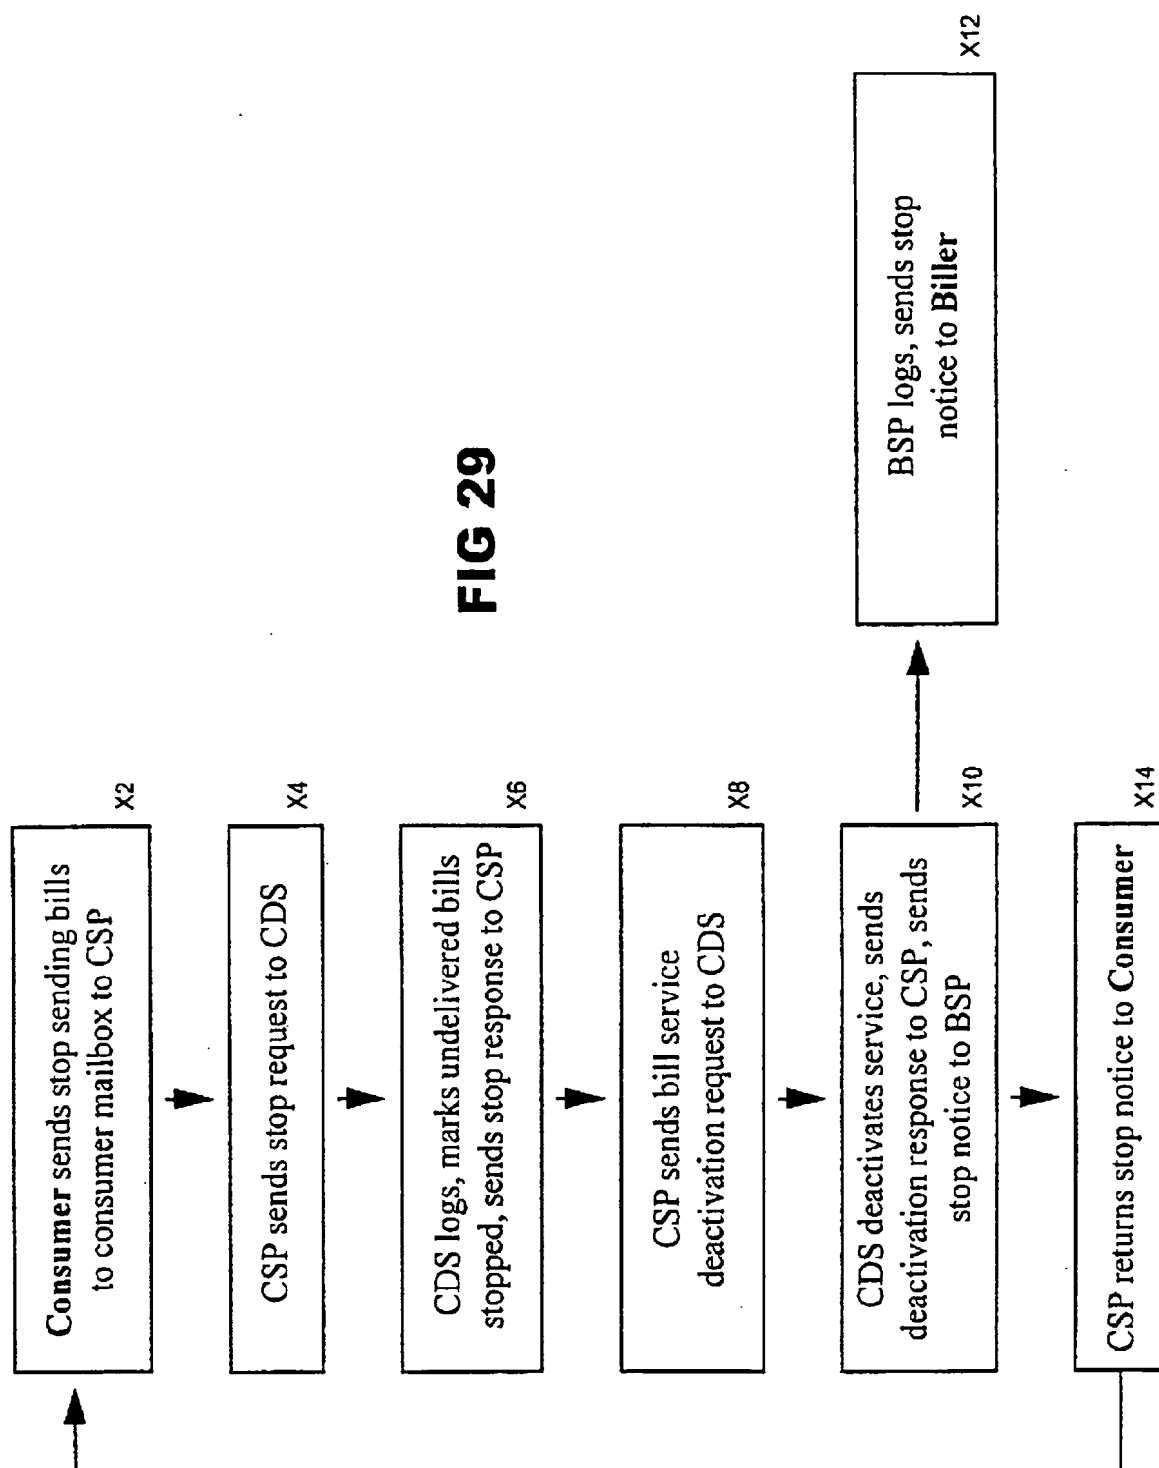 Consumer sends stop sending bills
to consumer mailbox to CSP
X2
CSP sends stop request to CDS
X4
CDS logs, marks undelivered bills
stopped, sends stop response to CSP
X6
CSP sends bill service
deactivation request to CDS
X8
CDS deactivates service, sends
deactivation response to CSP, sends
stop notice to BSP
X10
BSP logs, sends stop
notice to Biller
X12
CSP returns stop notice to Consumer
X14
FIG 29